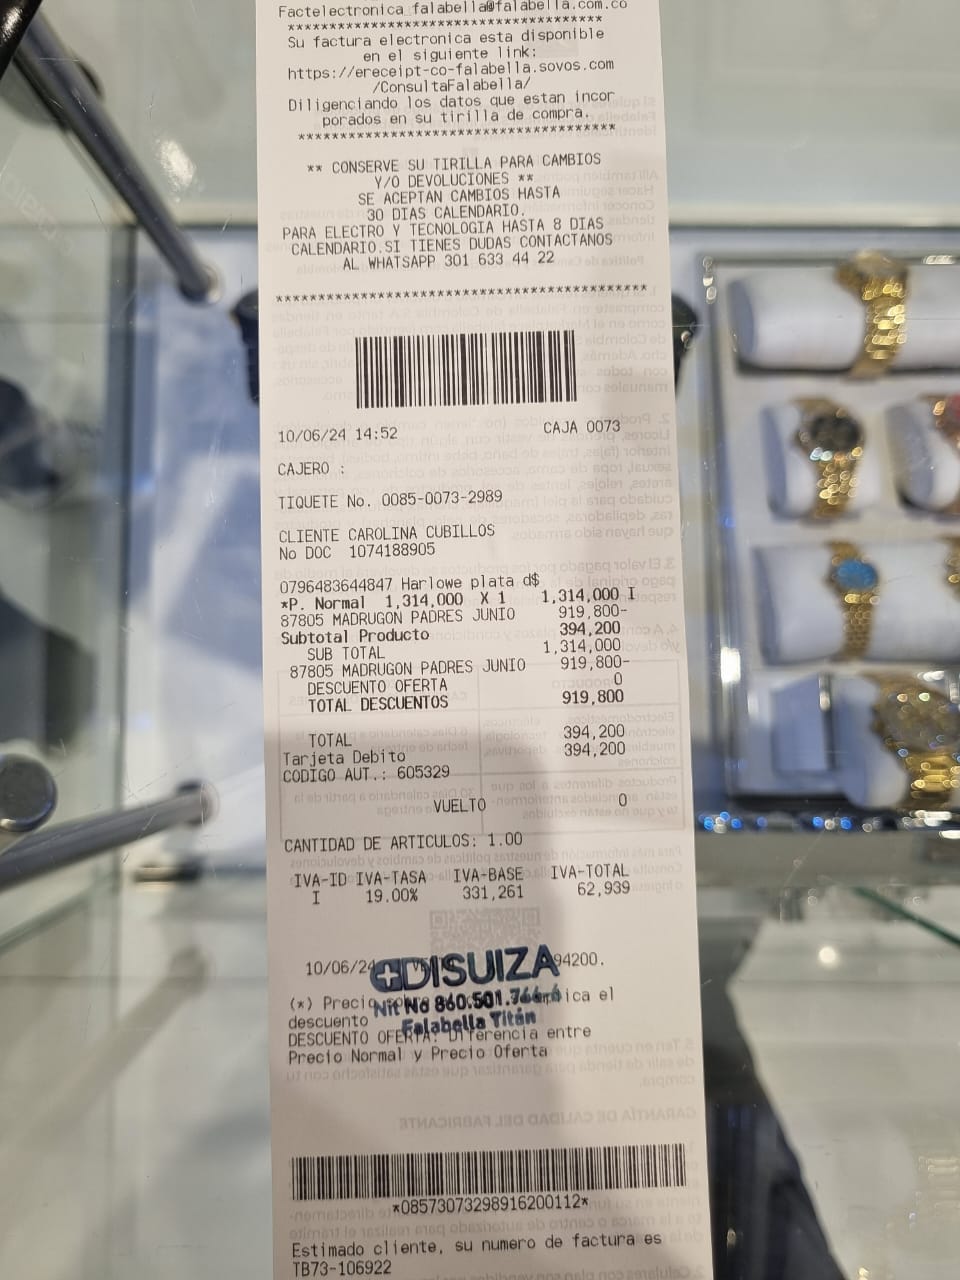 Factelectronica falabella@falabella.com.co
***************************************
Su factura electronica esta disponible
en el siguiente link:
https://ereceipt-co-falabella.sovos.com
/ConsultaFalabella/
Diligenciando los datos que estan incor
porados en su tirilla de compra.
***************************************
** CONSERVE SU TIRILLA PARA CAMBIOS
Y/O DEVOLUCIONES **
SE ACEPTAN CAMBIOS HASTA
30 DIAS CALENDARIO.
PARA ELECTRO Y TECNOLOGIA HASTA 8 DIAS
CALENDARIO.SI TIENES DUDAS CONTACTANOS
AL WHATSAPP 301 633 44 22
*********************************************
10/06/24 14:52 CAJA 0073
CAJERO :
TIQUETE No. 0085-0073-2989
CLIENTE CAROLINA CUBILLOS
No DOC 1074188905
0796483644847 Harlowe plata d$
*P. Normal 1,314,000 X 1 1,314,000 I
87805 MADRUGON PADRES JUNIO 919,800-
Subtotal Producto 394,200
SUB TOTAL 1,314,000
87805 MADRUGON PADRES JUNIO 919,800-
DESCUENTO OFERTA 0
TOTAL DESCUENTOS 919,800
TOTAL 394,200
Tarjeta Debito 394,200
CODIGO AUT.: 605329
VUELTO 0
CANTIDAD DE ARTICULOS: 1.00
IVA-ID IVA-TASA IVA-BASE IVA-TOTAL
I 19.00% 331,261 62,939
10/06/24 94200.
DISUIZA
Nit No 860.501.766-6
Falabella Titán
(*) Precio el
descuento
DESCUENTO OFERTA: Diferencia entre
Precio Normal y Precio Oferta
*08573073298916200112*
Estimado cliente, su numero de factura es
TB73-106922